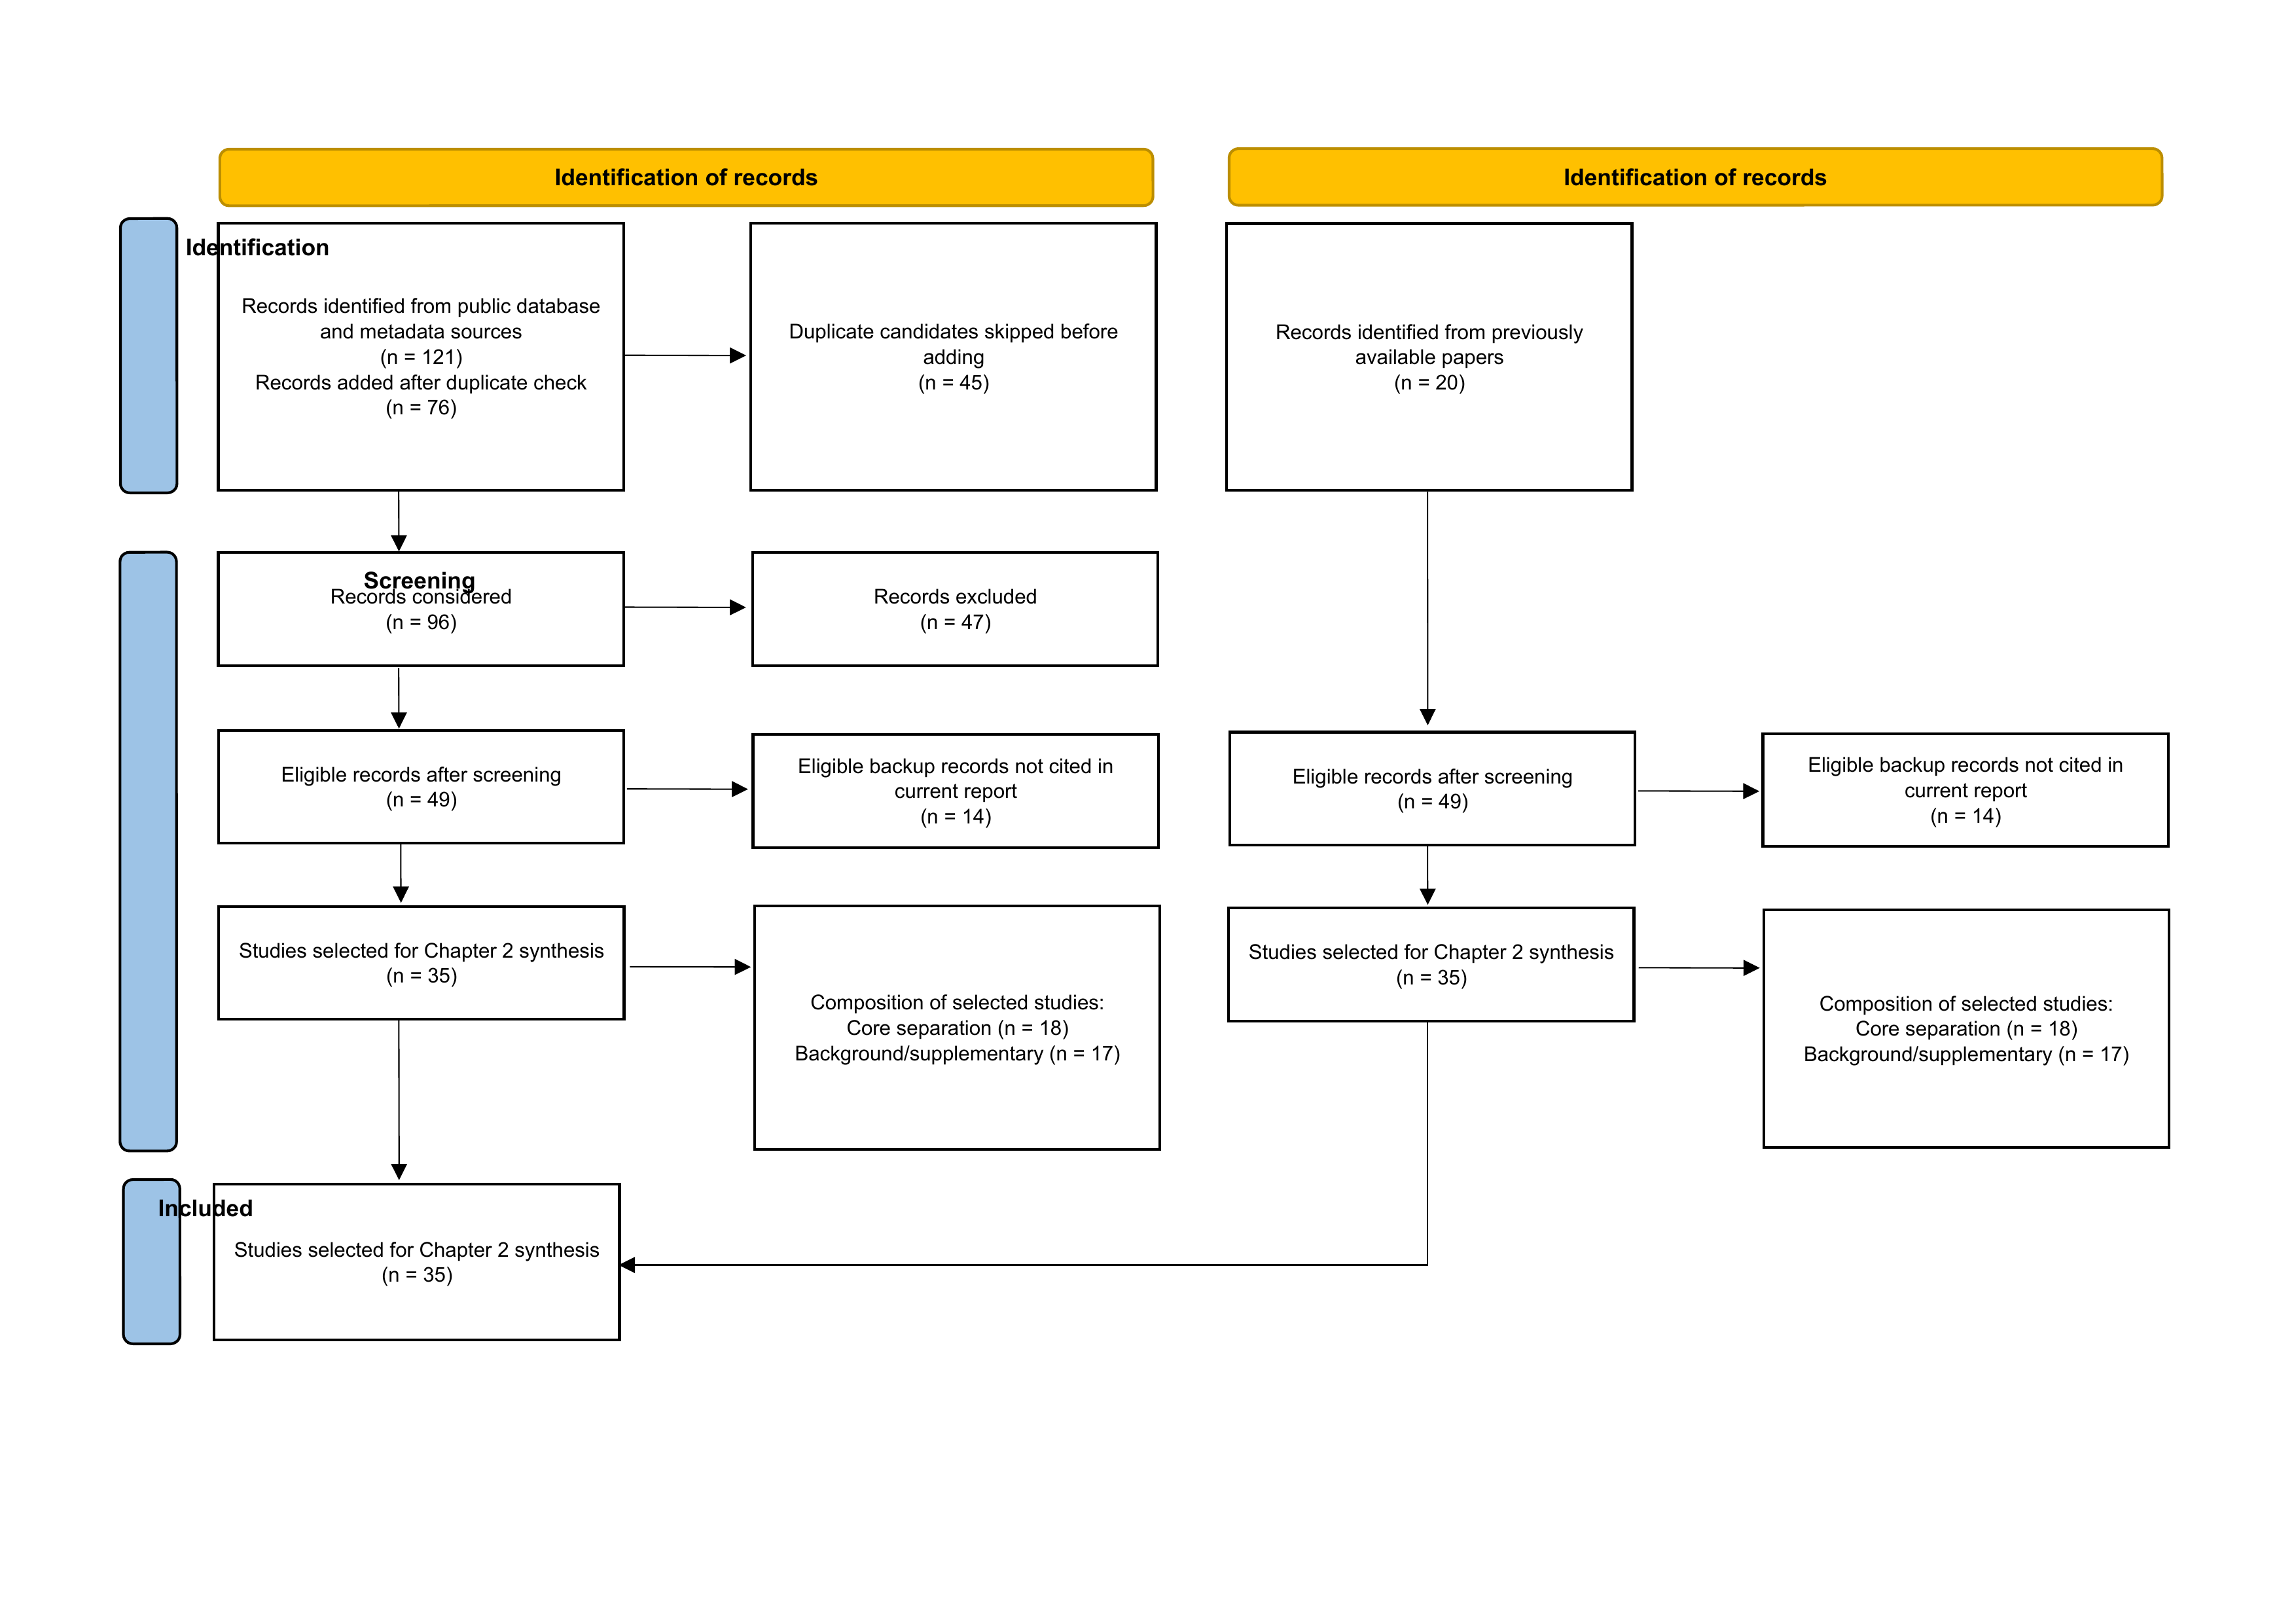 Identification of records
Identification of records
Identification
Records identified from public database
and metadata sources
(n = 121)
Records added after duplicate check
(n = 76)
Duplicate candidates skipped before
adding
(n = 45)
Records identified from previously
available papers
(n = 20)
Screening
Records considered
(n = 96)
Records excluded
(n = 47)
Eligible records after screening
(n = 49)
Eligible backup records not cited in
current report
(n = 14)
Eligible records after screening
(n = 49)
Eligible backup records not cited in
current report
(n = 14)
Studies selected for Chapter 2 synthesis
(n = 35)
Composition of selected studies:
Core separation (n = 18)
Background/supplementary (n = 17)
Studies selected for Chapter 2 synthesis
(n = 35)
Composition of selected studies:
Core separation (n = 18)
Background/supplementary (n = 17)
Included
Studies selected for Chapter 2 synthesis
(n = 35)